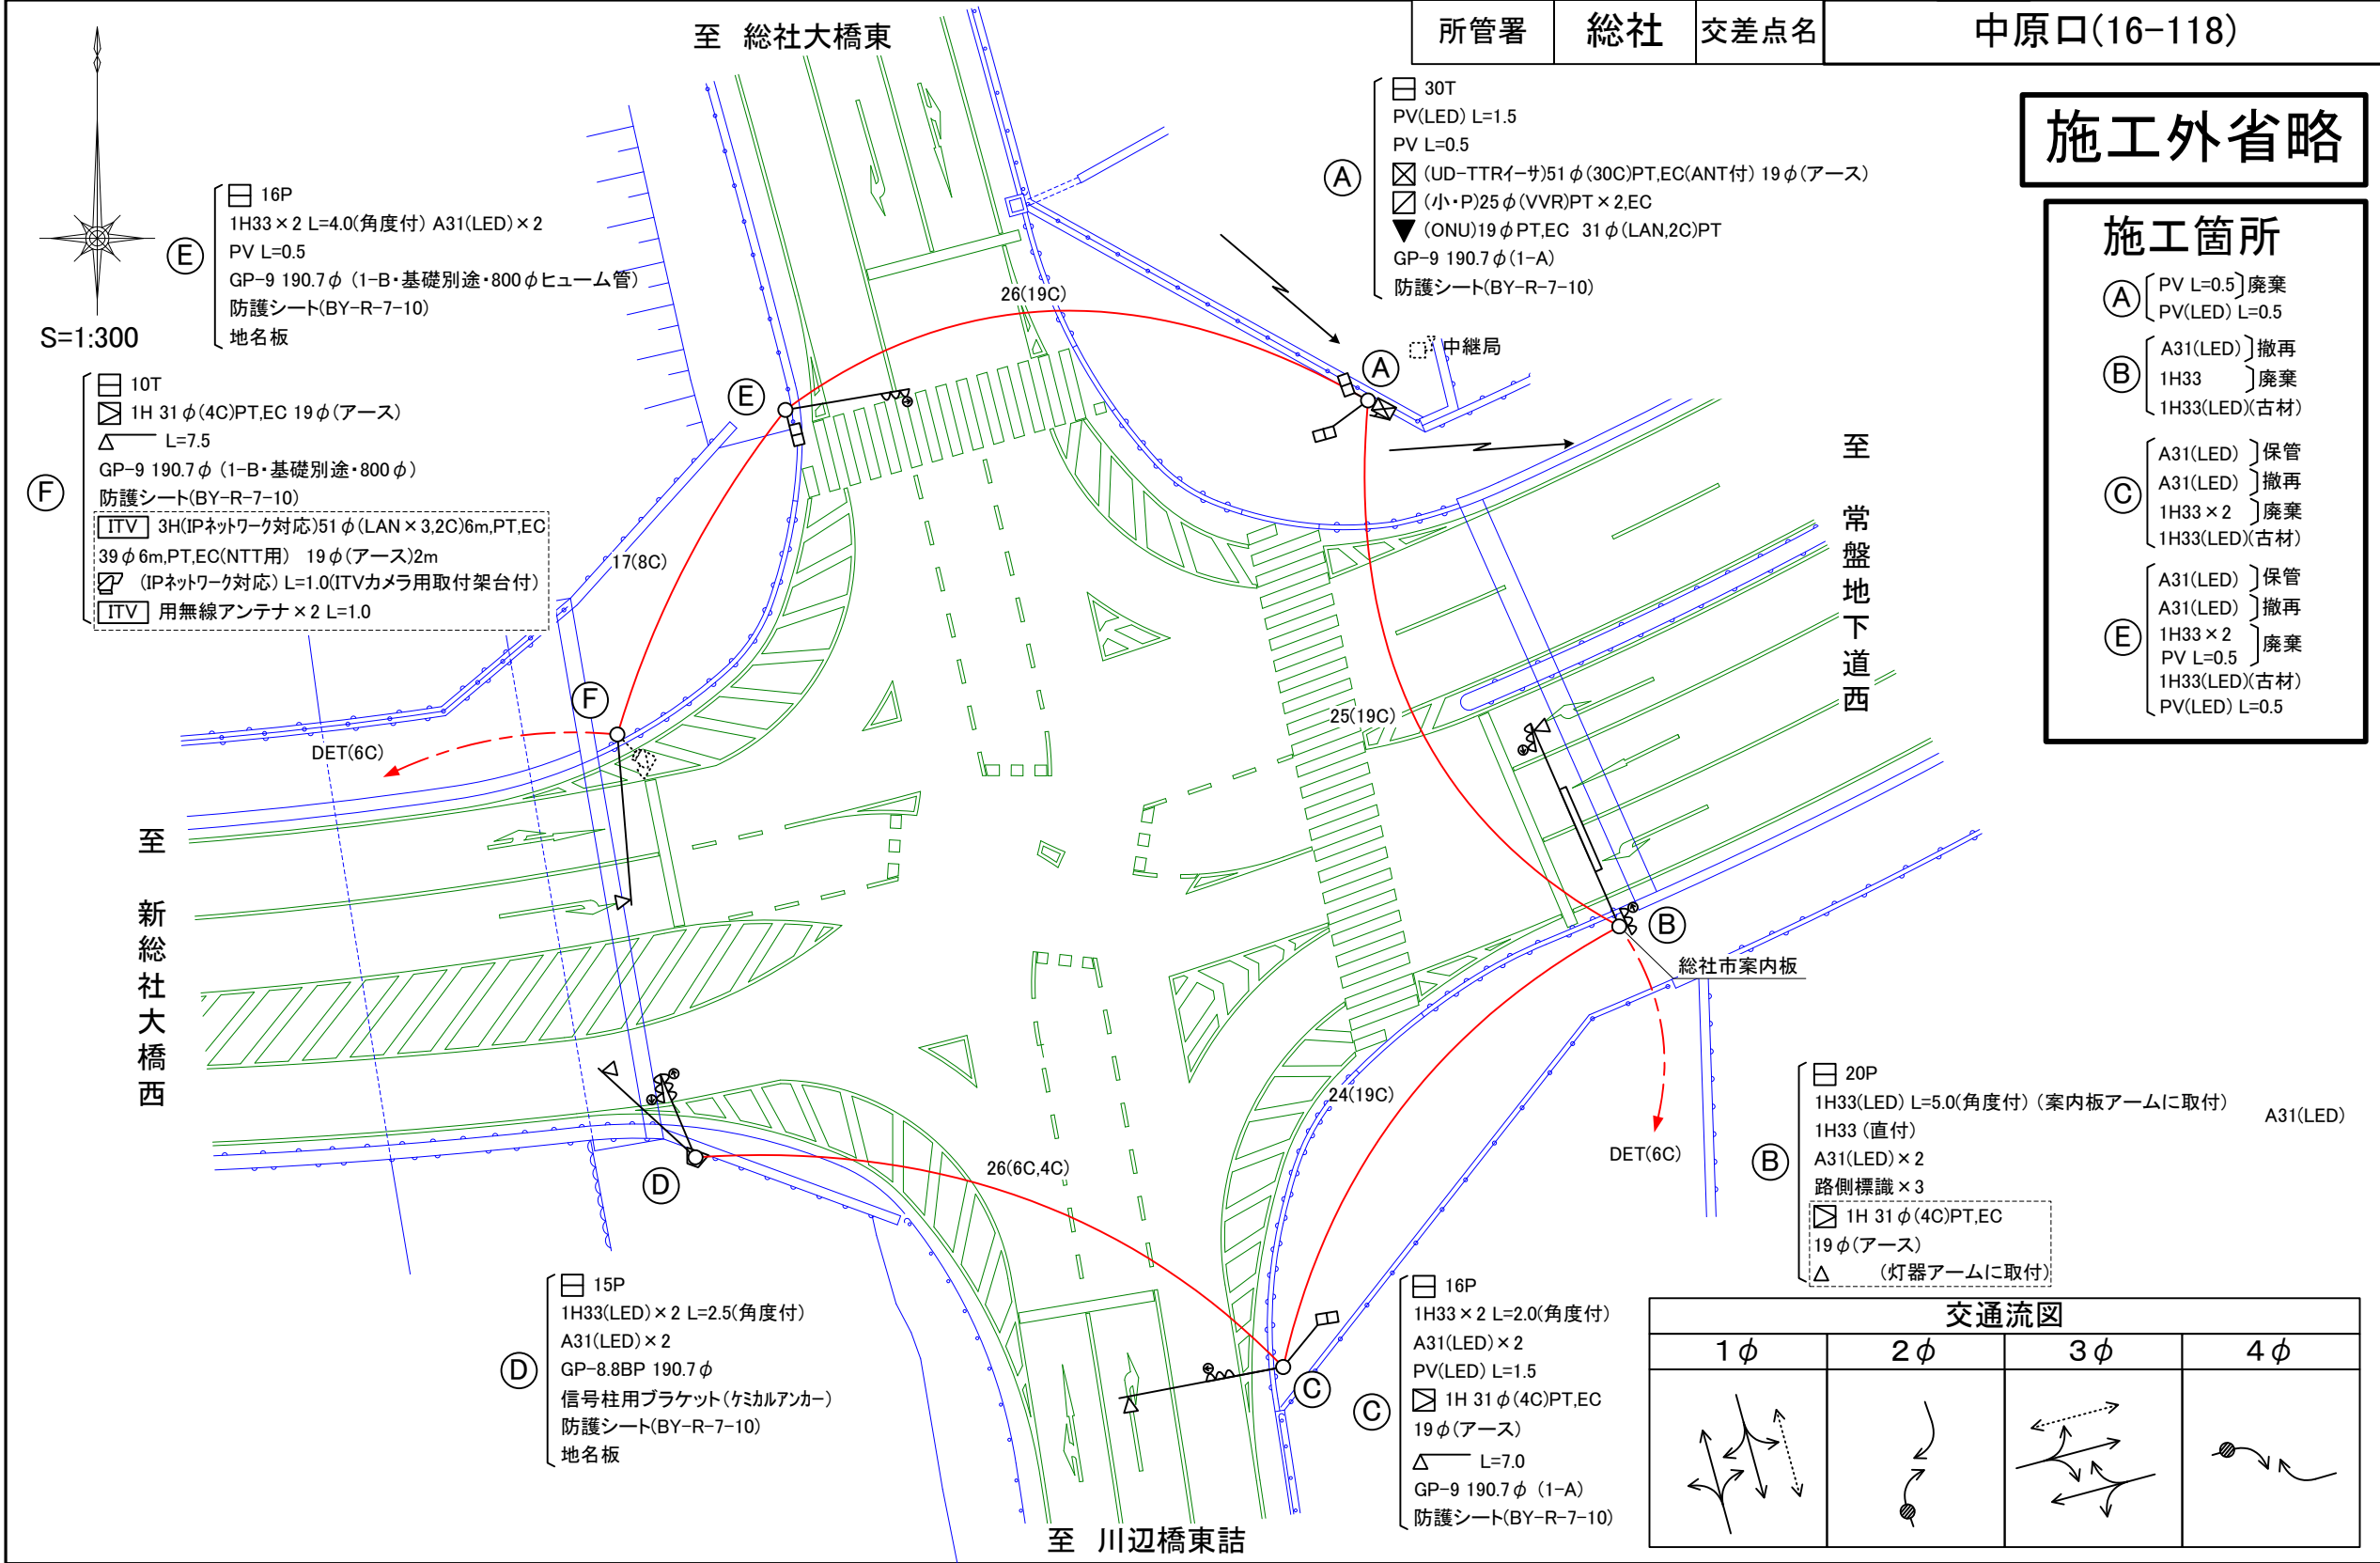 所管署 総社 交差点名 中原口(16-118)
至 総社大橋東
施工外省略
S=1:300
Ⓔ
16P
1H33×2 L=4.0(角度付) A31(LED)×2
PV L=0.5
GP-9 190.7φ (1-B・基礎別途・800φヒューム管)
防護シート(BY-R-7-10)
地名板
Ⓐ
30T
PV(LED) L=1.5
PV L=0.5
(UD-TTRイーサ)51φ(30C)PT,EC(ANT付) 19φ(アース)
(小・P)25φ(VVR)PT×2,EC
▼ (ONU)19φPT,EC 31φ(LAN,2C)PT
GP-9 190.7φ(1-A)
防護シート(BY-R-7-10)
施工箇所
Ⓐ
PV L=0.5 廃棄
PV(LED) L=0.5
Ⓑ
A31(LED) 撤再
1H33 廃棄
1H33(LED)(古材)
Ⓒ
A31(LED) 保管
A31(LED) 撤再
1H33×2 廃棄
1H33(LED)(古材)
Ⓔ
A31(LED) 保管
A31(LED) 撤再
1H33×2
PV L=0.5 廃棄
1H33(LED)(古材)
PV(LED) L=0.5
Ⓕ
10T
1H 31φ(4C)PT,EC 19φ(アース)
L=7.5
GP-9 190.7φ (1-B・基礎別途・800φ)
防護シート(BY-R-7-10)
ITV 3H(IPネットワーク対応)51φ(LAN×3,2C)6m,PT,EC
39φ6m,PT,EC(NTT用) 19φ(アース)2m
(IPネットワーク対応) L=1.0(ITVカメラ用取付架台付)
ITV 用無線アンテナ×2 L=1.0
26(19C)
中継局
Ⓐ
Ⓔ
17(8C)
Ⓕ
DET(6C)
25(19C)
至 常盤地下道西
至 新総社大橋西
Ⓑ
総社市案内板
24(19C)
DET(6C)
26(6C,4C)
Ⓓ
Ⓒ
Ⓑ
20P
1H33(LED) L=5.0(角度付) (案内板アームに取付) A31(LED)
1H33 (直付)
A31(LED)×2
路側標識×3
1H 31φ(4C)PT,EC
19φ(アース)
(灯器アームに取付)
Ⓓ
15P
1H33(LED)×2 L=2.5(角度付)
A31(LED)×2
GP-8.8BP 190.7φ
信号柱用ブラケット(ケミカルアンカー)
防護シート(BY-R-7-10)
地名板
Ⓒ
16P
1H33×2 L=2.0(角度付)
A31(LED)×2
PV(LED) L=1.5
1H 31φ(4C)PT,EC
19φ(アース)
L=7.0
GP-9 190.7φ (1-A)
防護シート(BY-R-7-10)
至 川辺橋東詰
交通流図
1φ 2φ 3φ 4φ